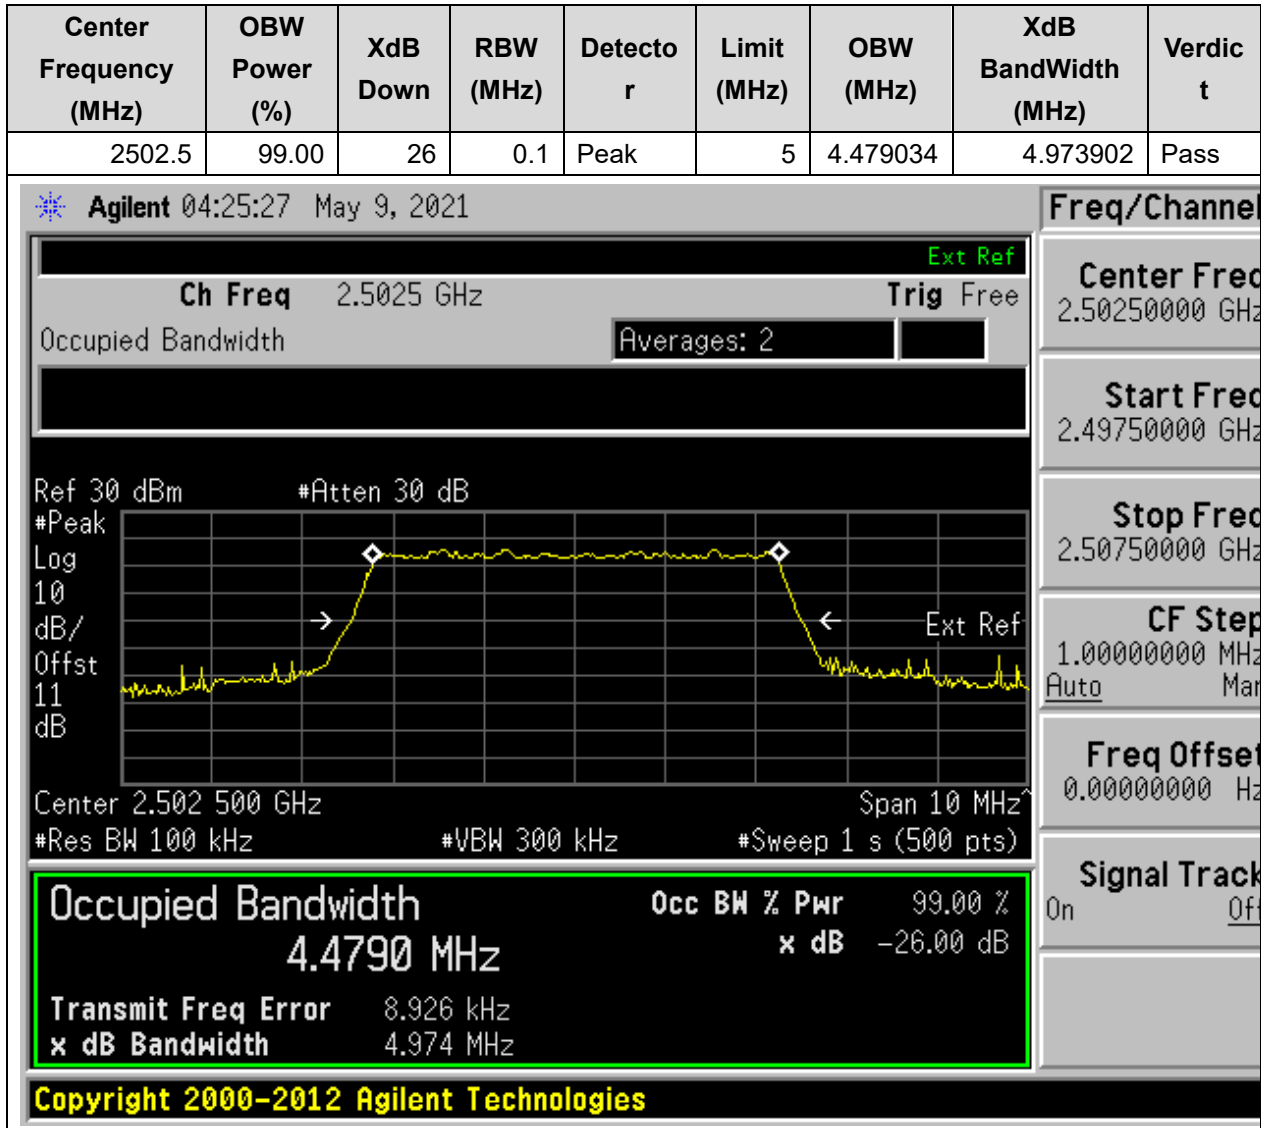 Center Frequency (MHz) OBW Power (%) XdB Down RBW (MHz) Detecto r Limit (MHz) OBW (MHz) XdB BandWidth (MHz) Verdic t
2502.5 99.00 26 0.1 Peak 5 4.479034 4.973902 Pass
Agilent 04:25:27 May 9, 2021 Freq/Channel
Ext Ref
Ch Freq 2.5025 GHz Trig Free
Occupied Bandwidth Averages: 2
Center Freq
2.50250000 GHz
Start Freq
2.49750000 GHz
Stop Freq
2.50750000 GHz
CF Step
1.00000000 MHz
Auto Man
Freq Offset
0.00000000 Hz
Signal Track
On Off
Ref 30 dBm #Atten 30 dB
#Peak
Log
10
dB/
Offst
11
dB
Ext Ref
Center 2.502 500 GHz Span 10 MHz^
#Res BW 100 kHz #VBW 300 kHz #Sweep 1 s (500 pts)
Occupied Bandwidth
4.4790 MHz
Occ BW % Pwr 99.00 %
x dB -26.00 dB
Transmit Freq Error 8.926 kHz
x dB Bandwidth 4.974 MHz
Copyright 2000-2012 Agilent Technologies